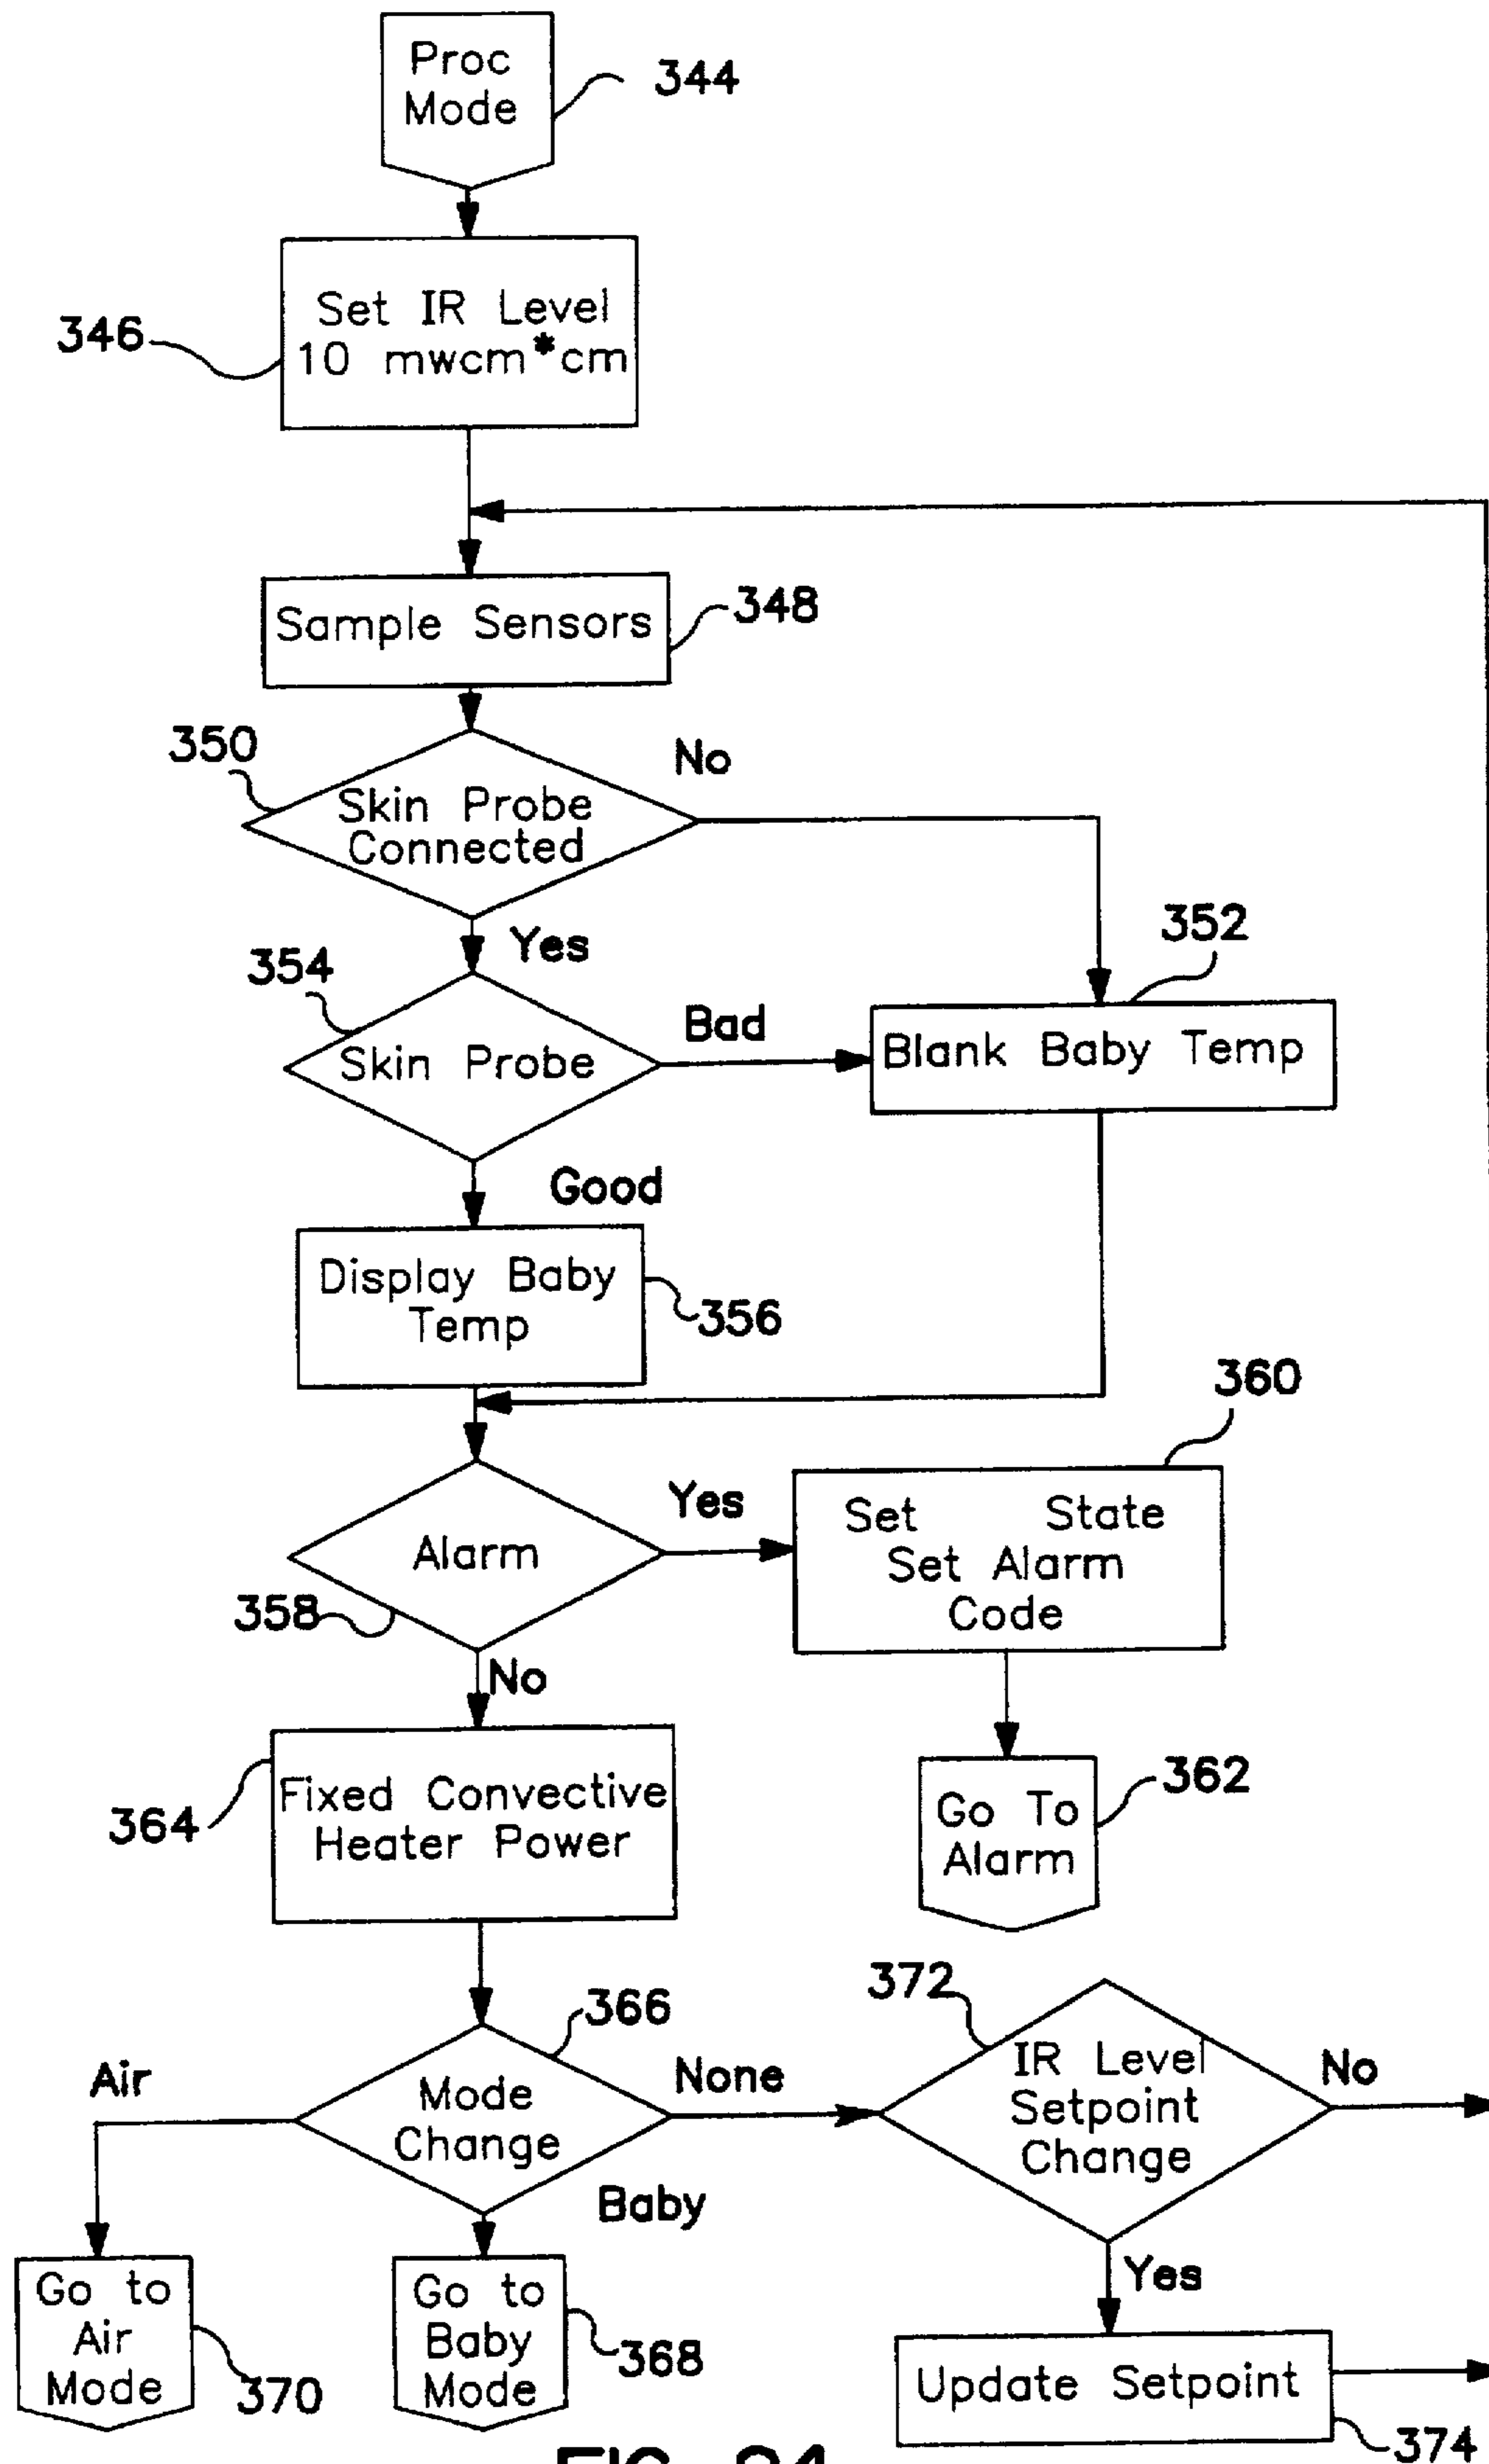 Proc
Mode
344
Set IR Level
10 mwcm*cm
346
Sample Sensors
348
350
No
Skin Probe
Connected
Yes
352
354
Bad
Skin Probe
Blank Baby Temp
Good
Display Baby
Temp
356
360
Yes
Set State
Set Alarm
Code
Alarm
358
No
Fixed Convective
Heater Power
364
Go To
Alarm
362
366
372
Air
Mode
Change
None
IR Level
Setpoint
Change
No
Baby
Yes
Go to
Air
Mode
370
Go to
Baby
Mode
368
Update Setpoint
374